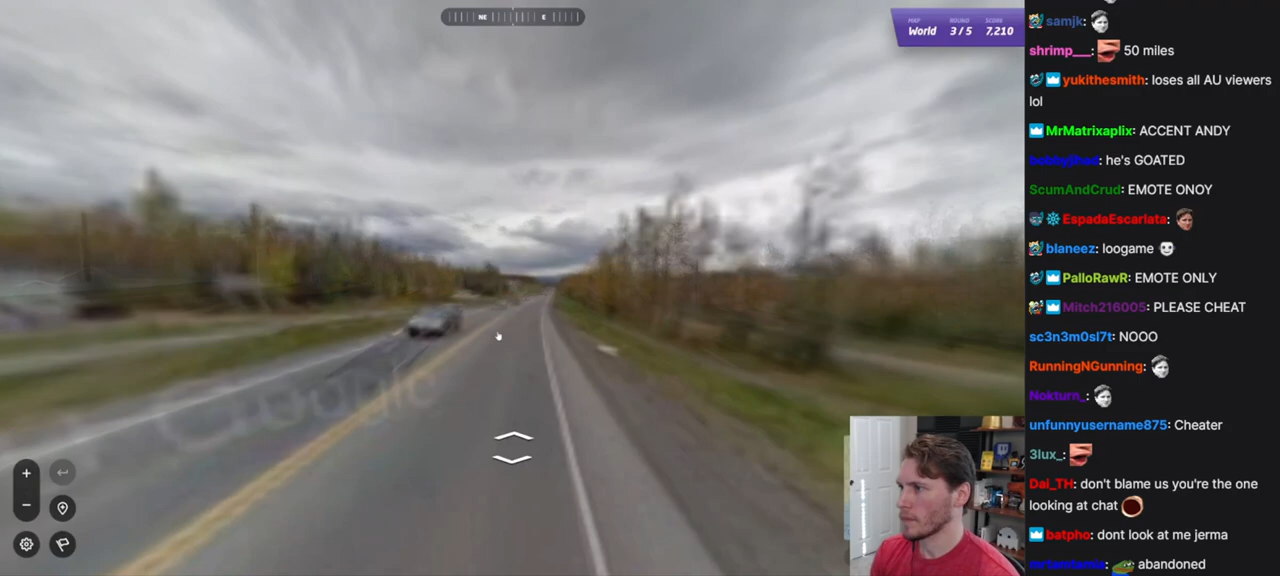 NE
E
MAP
ROUND
SCORE
World
3 / 5
7,210
Google
samjk:
shrimp___: 50 miles
yukithesmith: loses all AU viewers
lol
MrMatrixaplix: ACCENT ANDY
bobbyjihad: he's GOATED
ScumAndCrud: EMOTE ONOY
EspadaEscarlata:
blaneez: loogame
PalloRawR: EMOTE ONLY
Mitch216005: PLEASE CHEAT
sc3n3m0sl7t: NOOO
RunningNGunning:
Nokturn_:
unfunnyusername875: Cheater
3lux_:
Dai_TH: don't blame us you're the one
looking at chat
batpho: dont look at me jerma
abandoned